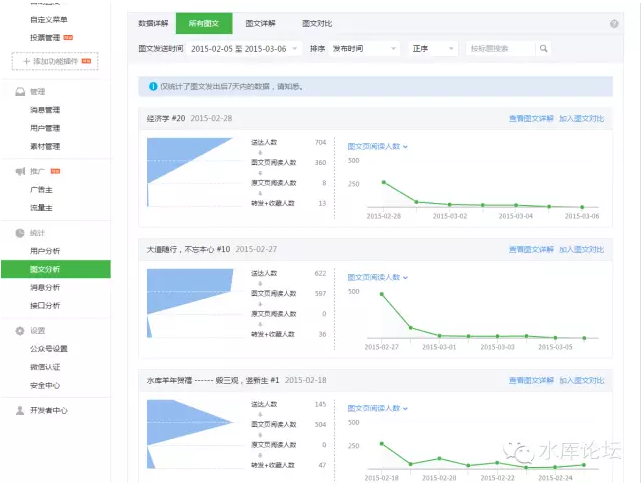 自定义菜单
投票管理
添加功能插件
管理
消息管理
用户管理
素材管理
推广
广告主
流量主
统计
用户分析
图文分析
消息分析
接口分析
设置
公众号设置
微信认证
安全中心
开发者中心
数据详解 所有图文 图文详解 图文对比
图文发送时间 2015-02-05 至 2015-03-06 排序 发布时间 正序 按标题搜索
仅统计了图文发出后7天内的数据，请知悉。
经济学 #20 2015-02-28 查看图文详解 加入图文对比
送达人数 704
图文页阅读人数 360
原文页阅读人数 8
转发+收藏人数 13
图文页阅读人数
500
250
2015-02-28 2015-03-02 2015-03-04 2015-03-06
大道随行，不忘本心 #10 2015-02-27 查看图文详解 加入图文对比
送达人数 622
图文页阅读人数 597
原文页阅读人数 0
转发+收藏人数 36
图文页阅读人数
500
2015-02-27 2015-03-01 2015-03-03 2015-03-05
水库羊年贺禧 ------ 毁三观，竖新生 #1 2015-02-18 查看图文详解 加入图文对比
送达人数 145
图文页阅读人数 504
原文页阅读人数 0
转发+收藏人数 47
图文页阅读人数
500
250
2015-02-18 2015-02-20 2015-02-22 2015-02-24
水库论坛